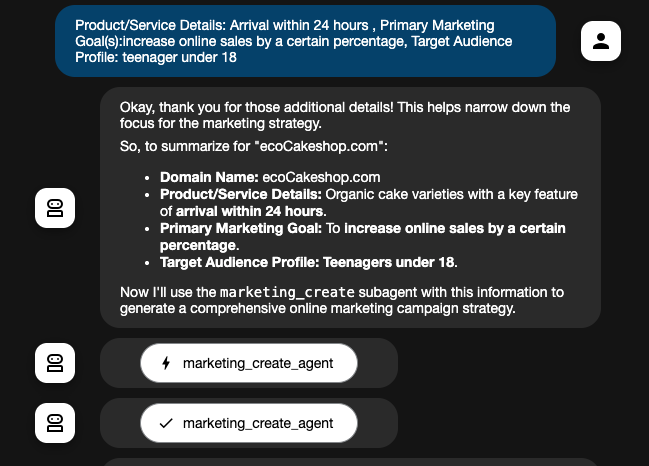 Product/Service Details: Arrival within 24 hours , Primary Marketing
Goal(s):increase online sales by a certain percentage, Target Audience
Profile: teenager under 18
Okay, thank you for those additional details! This helps narrow down the
focus for the marketing strategy.
So, to summarize for "ecoCakeshop.com":
• Domain Name: ecoCakeshop.com
• Product/Service Details: Organic cake varieties with a key feature
of arrival within 24 hours.
• Primary Marketing Goal: To increase online sales by a certain
percentage.
• Target Audience Profile: Teenagers under 18.
Now I'll use the marketing_create subagent with this information to
generate a comprehensive online marketing campaign strategy.
marketing_create_agent
marketing_create_agent